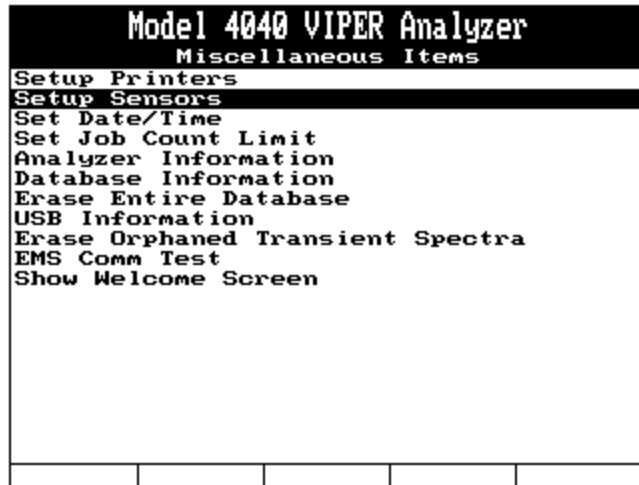 Model 4040 VIPER Analyzer
Miscellaneous Items
Setup Printers
Setup Sensors
Set Date/Time
Set Job Count Limit
Analyzer Information
Database Information
Erase Entire Database
USB Information
Erase Orphaned Transient Spectra
EMS Comm Test
Show Welcome Screen